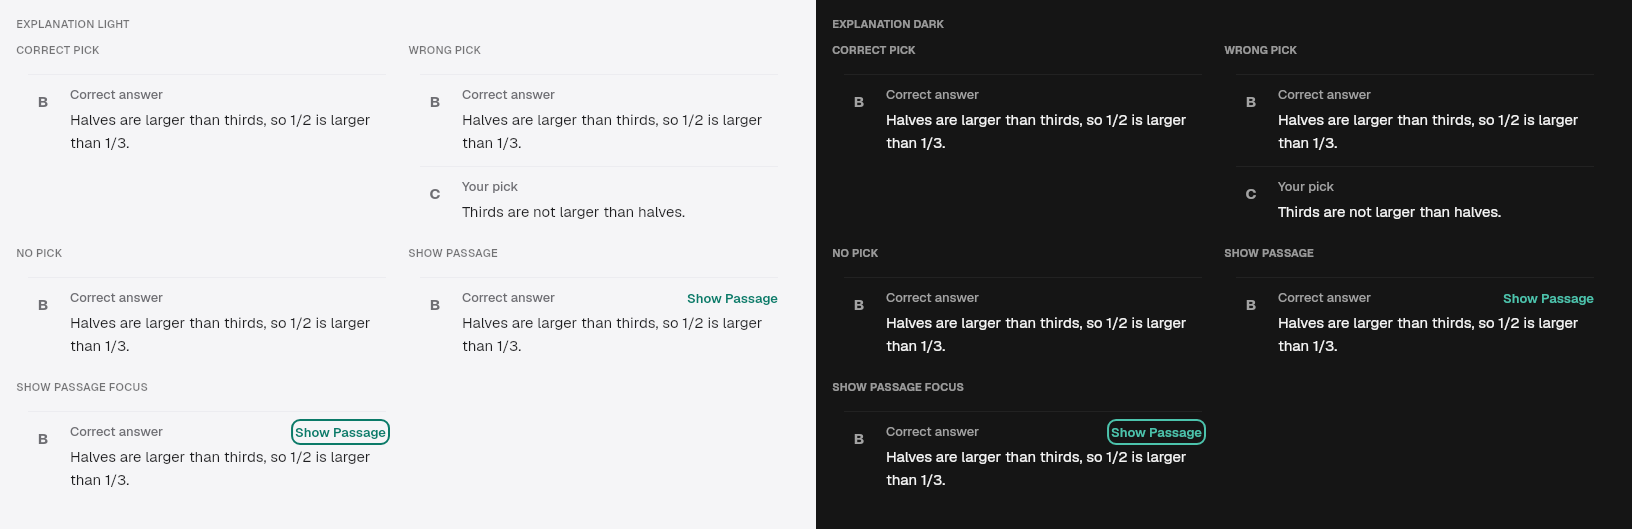 EXPLANATION LIGHT
CORRECT PICK
B
Correct answer
Halves are larger than thirds, so 1/2 is larger
than 1/3.
WRONG PICK
B
Correct answer
Halves are larger than thirds, so 1/2 is larger
than 1/3.
C
Your pick
Thirds are not larger than halves.
NO PICK
B
Correct answer
Halves are larger than thirds, so 1/2 is larger
than 1/3.
SHOW PASSAGE
B
Correct answer
Show Passage
Halves are larger than thirds, so 1/2 is larger
than 1/3.
SHOW PASSAGE FOCUS
B
Correct answer
Show Passage
Halves are larger than thirds, so 1/2 is larger
than 1/3.
EXPLANATION DARK
CORRECT PICK
B
Correct answer
Halves are larger than thirds, so 1/2 is larger
than 1/3.
WRONG PICK
B
Correct answer
Halves are larger than thirds, so 1/2 is larger
than 1/3.
C
Your pick
Thirds are not larger than halves.
NO PICK
B
Correct answer
Halves are larger than thirds, so 1/2 is larger
than 1/3.
SHOW PASSAGE
B
Correct answer
Show Passage
Halves are larger than thirds, so 1/2 is larger
than 1/3.
SHOW PASSAGE FOCUS
B
Correct answer
Show Passage
Halves are larger than thirds, so 1/2 is larger
than 1/3.